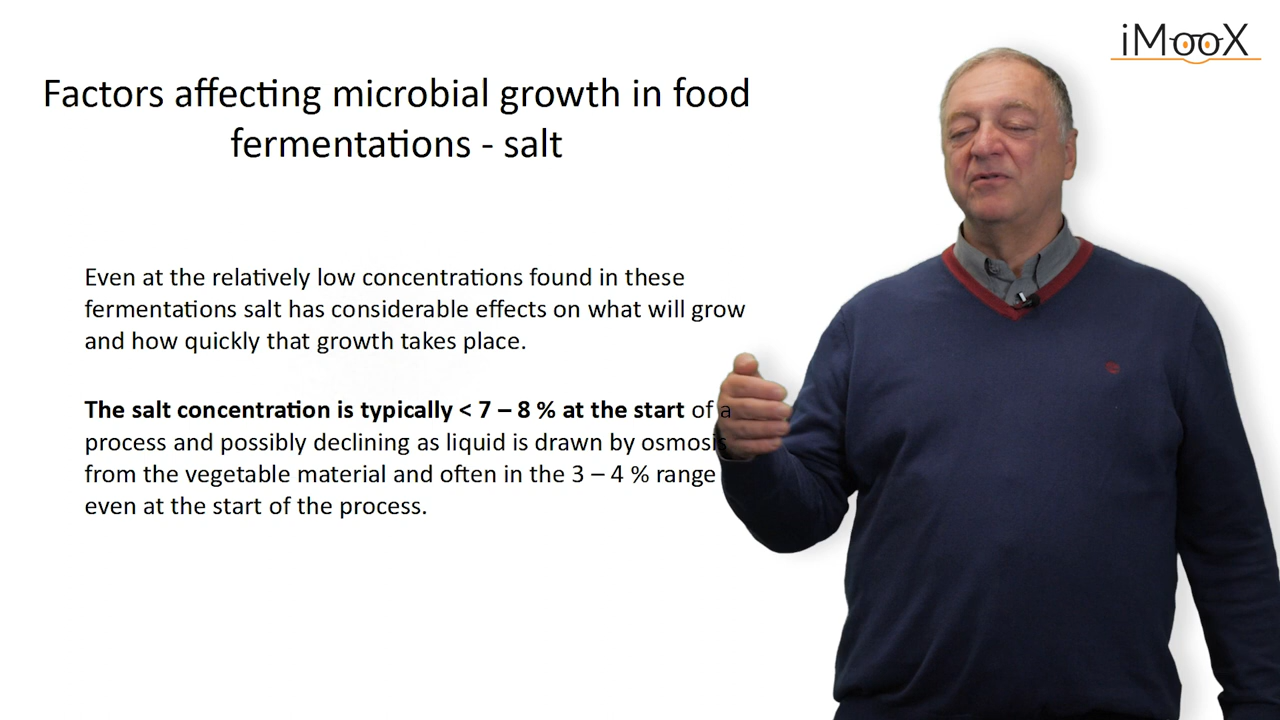 iMooX
Factors affecting microbial growth in food
fermentations - salt
Even at the relatively low concentrations found in these
fermentations salt has considerable effects on what will grow
and how quickly that growth takes place.
The salt concentration is typically < 7 – 8 % at the start of a
process and possibly declining as liquid is drawn by osmosis
from the vegetable material and often in the 3 – 4 % range
even at the start of the process.